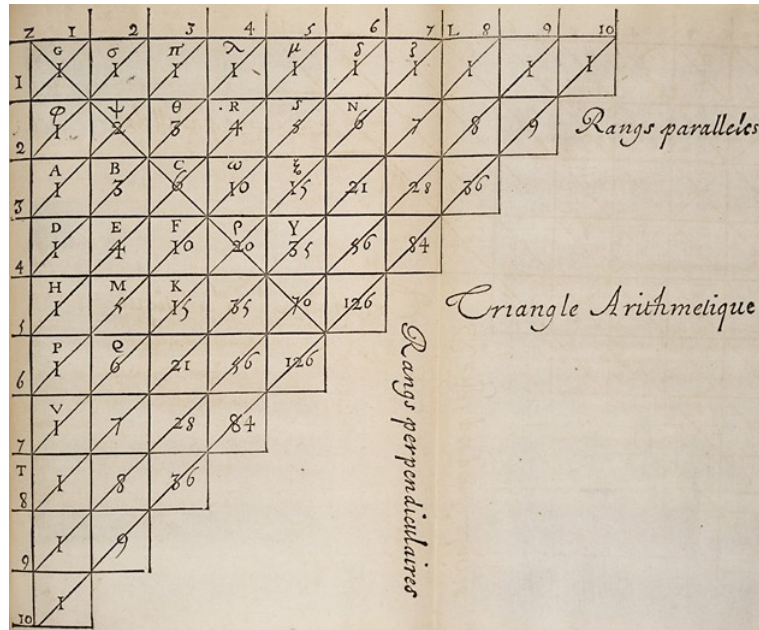 Z 1 2 3 4 5 6 7 L 8 9 10
G σ π λ μ δ ζ
1 1 1 1 1 1 1 1 1 1 1
φ ψ θ R S N
2 1 2 3 4 5 6 7 8 9 Rangs paralleles
A B C ω ξ
3 1 3 6 10 15 21 28 36
D E F ρ Y
4 1 4 10 20 35 56 84
H M K
5 1 5 15 35 70 126 Triangle Arithmetique
P Q
6 1 6 21 56 126
V
7 1 7 28 84
T
8 1 8 36
9 1 9
10 1
Rangs perpendiculaires